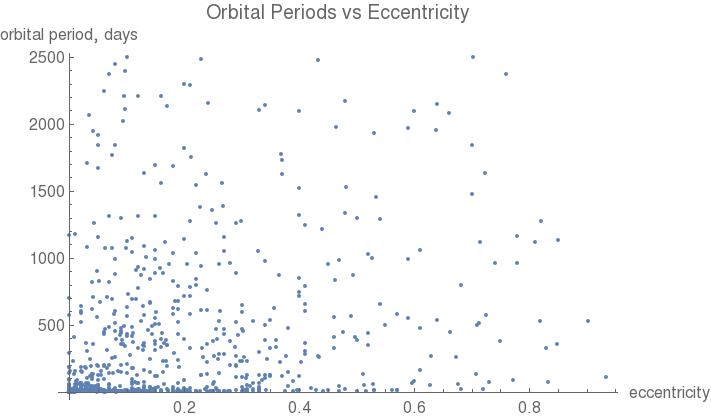 Orbital Periods vs Eccentricity
orbital period, days
2500
2000
1500
1000
500
0.2 0.4 0.6 0.8
eccentricity